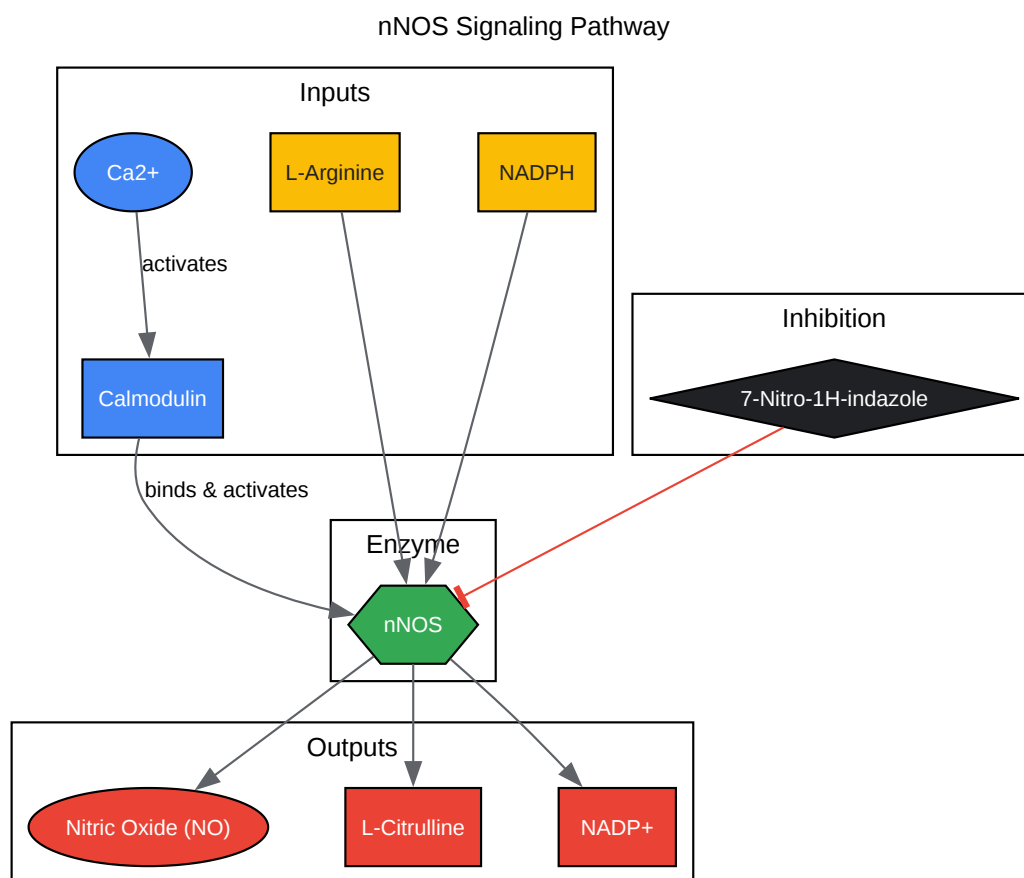 nNOS Signaling Pathway
Inputs
Ca2+
L-Arginine
NADPH
activates
Inhibition
Calmodulin
7-Nitro-1H-indazole
binds & activates
Enzyme
nNOS
Outputs
Nitric Oxide (NO)
L-Citrulline
NADP+